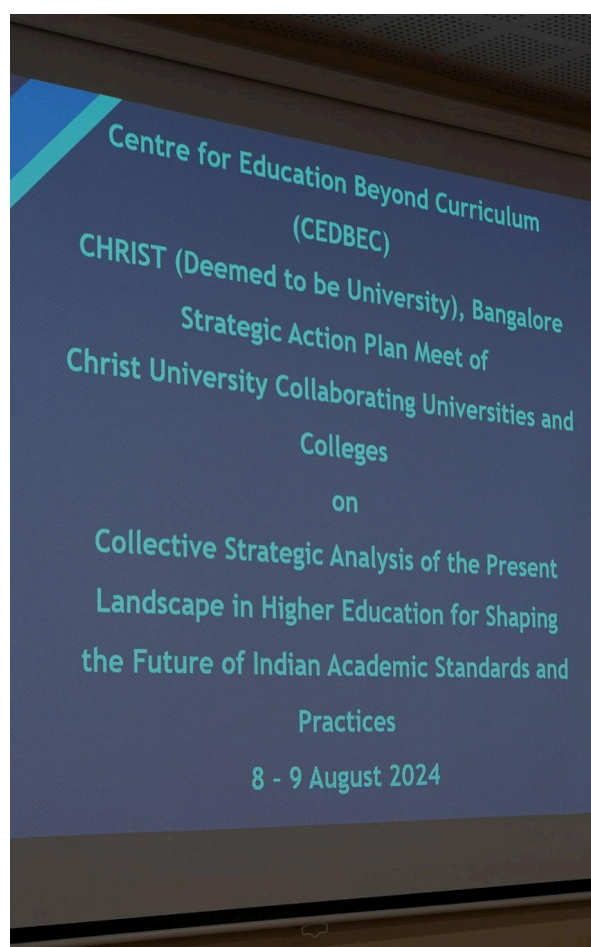 Centre for Education Beyond Curriculum
(CEDBEC)
CHRIST (Deemed to be University), Bangalore
Strategic Action Plan Meet of
Christ University Collaborating Universities and
Colleges
on
Collective Strategic Analysis of the Present
Landscape in Higher Education for Shaping
the Future of Indian Academic Standards and
Practices
8 - 9 August 2024